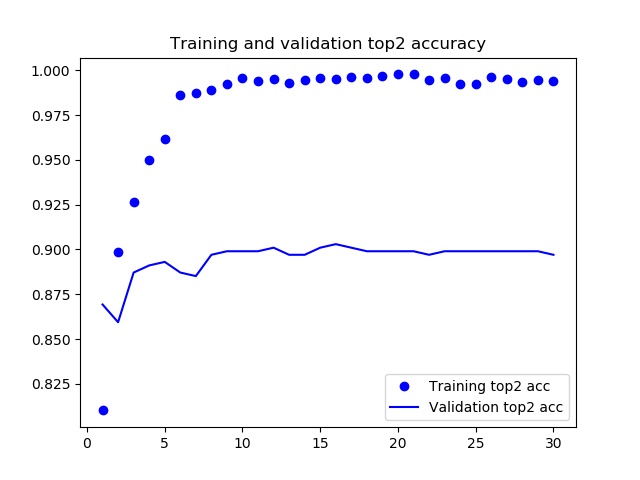 Training and validation top2 accuracy
1.000
0.975
0.950
0.925
0.900
0.875
0.850
0.825
Training top2 acc
Validation top2 acc
0 5 10 15 20 25 30